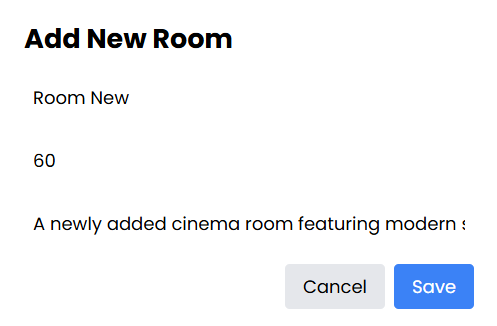 Add New Room
Room New
60
A newly added cinema room featuring modern
Cancel
Save